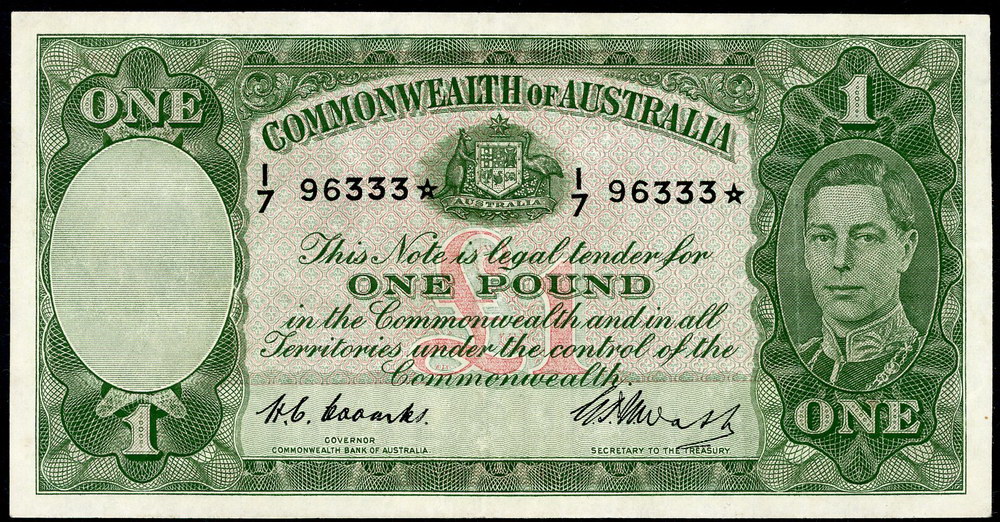 ONE
1
COMMONWEALTH OF AUSTRALIA
I/7 96333☆ I/7 96333☆
AUSTRALIA
£1
This Note is legal tender for
ONE POUND
in the Commonwealth and in all
Territories under the control of the
Commonwealth.
H.C. Coombs.
GOVERNOR
COMMONWEALTH BANK OF AUSTRALIA
SECRETARY TO THE TREASURY
1
ONE